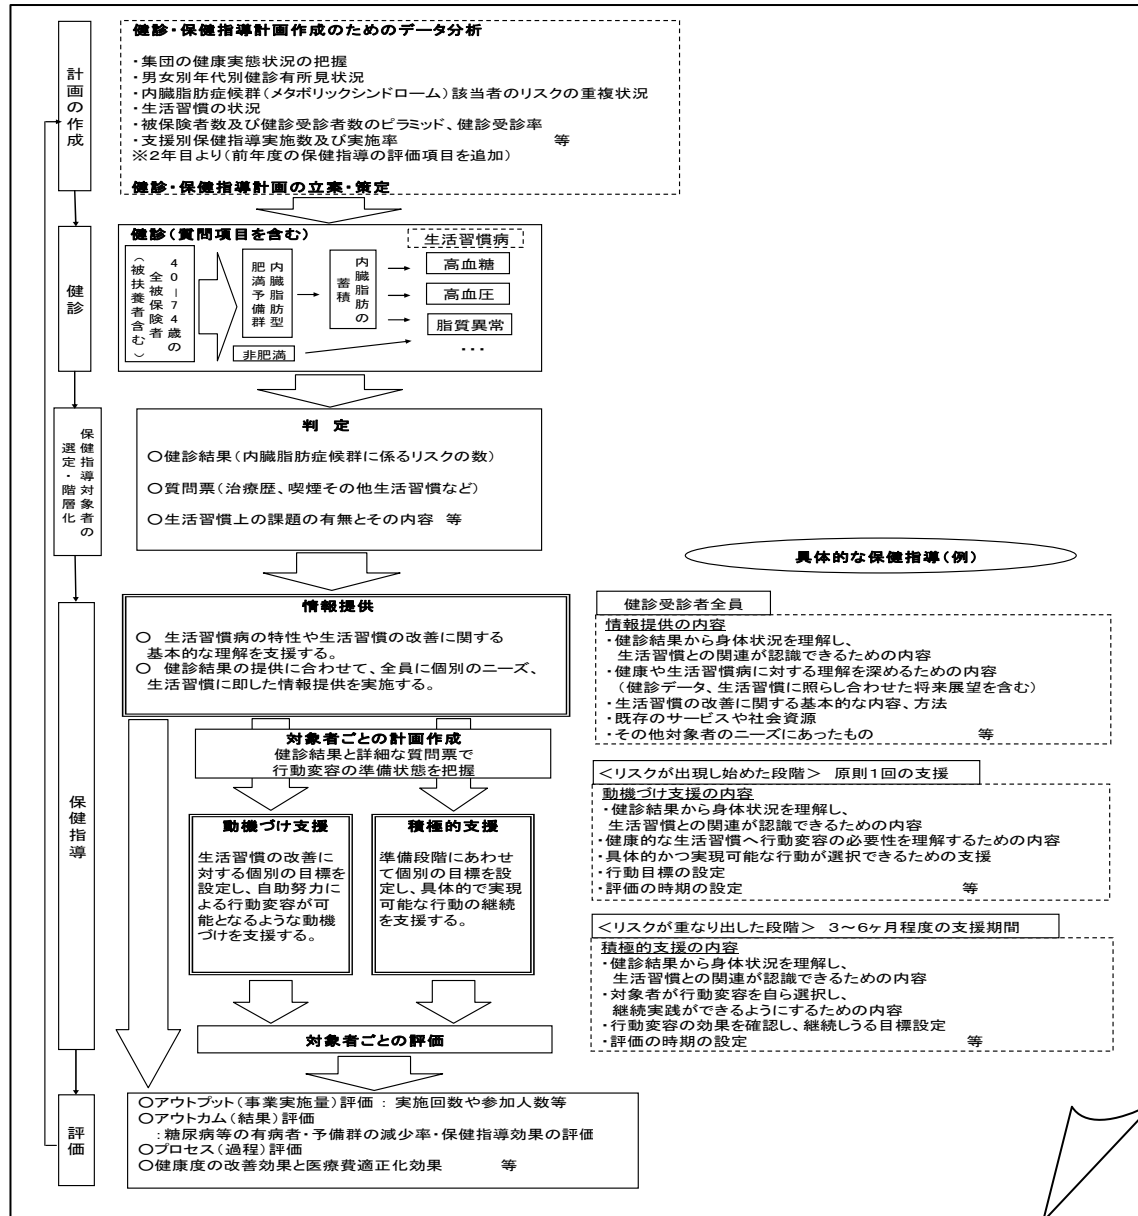 計画の作成
健診・保健指導計画作成のためのデータ分析
・集団の健康実態状況の把握
・男女別年代別健診有所見状況
・内臓脂肪症候群(メタボリックシンドローム)該当者のリスクの重複状況
・生活習慣の状況
・被保険者数及び健診受診者数のピラミッド、健診受診率
・支援別保健指導実施数及び実施率 等
※2年目より(前年度の保健指導の評価項目を追加)
健診・保健指導計画の立案・策定
健診
健診(質問項目を含む)
40-74歳の
全被保険者
(被扶養者含む)
内臓脂肪型
肥満予備群
非肥満
内臓脂肪の
蓄積
生活習慣病
高血糖
高血圧
脂質異常
・・・
保健指導対象者の
選定・階層化
判 定
○健診結果(内臓脂肪症候群に係るリスクの数)
○質問票(治療歴、喫煙その他生活習慣など)
○生活習慣上の課題の有無とその内容 等
保健指導
情報提供
○ 生活習慣病の特性や生活習慣の改善に関する
基本的な理解を支援する。
○ 健診結果の提供に合わせて、全員に個別のニーズ、
生活習慣に即した情報提供を実施する。
対象者ごとの計画作成
健診結果と詳細な質問票で
行動変容の準備状態を把握
動機づけ支援
生活習慣の改善に
対する個別の目標を
設定し、自助努力に
よる行動変容が可
能となるような動機
づけを支援する。
積極的支援
準備段階にあわせ
て個別の目標を設
定し、具体的で実現
可能な行動の継続
を支援する。
対象者ごとの評価
評価
○アウトプット(事業実施量)評価 : 実施回数や参加人数等
○アウトカム(結果)評価
:糖尿病等の有病者・予備群の減少率・保健指導効果の評価
○プロセス(過程)評価
○健康度の改善効果と医療費適正化効果 等
具体的な保健指導(例)
健診受診者全員
情報提供の内容
・健診結果から身体状況を理解し、
生活習慣との関連が認識できるための内容
・健康や生活習慣病に対する理解を深めるための内容
(健診データ、生活習慣に照らし合わせた将来展望を含む)
・生活習慣の改善に関する基本的な内容、方法
・既存のサービスや社会資源
・その他対象者のニーズにあったもの 等
<リスクが出現し始めた段階> 原則1回の支援
動機づけ支援の内容
・健診結果から身体状況を理解し、
生活習慣との関連が認識できるための内容
・健康的な生活習慣へ行動変容の必要性を理解するための内容
・具体的かつ実現可能な行動が選択できるための支援
・行動目標の設定
・評価の時期の設定 等
<リスクが重なり出した段階> 3~6ヶ月程度の支援期間
積極的支援の内容
・健診結果から身体状況を理解し、
生活習慣との関連が認識できるための内容
・対象者が行動変容を自ら選択し、
継続実践ができるようにするための内容
・行動変容の効果を確認し、継続しうる目標設定
・評価の時期の設定 等